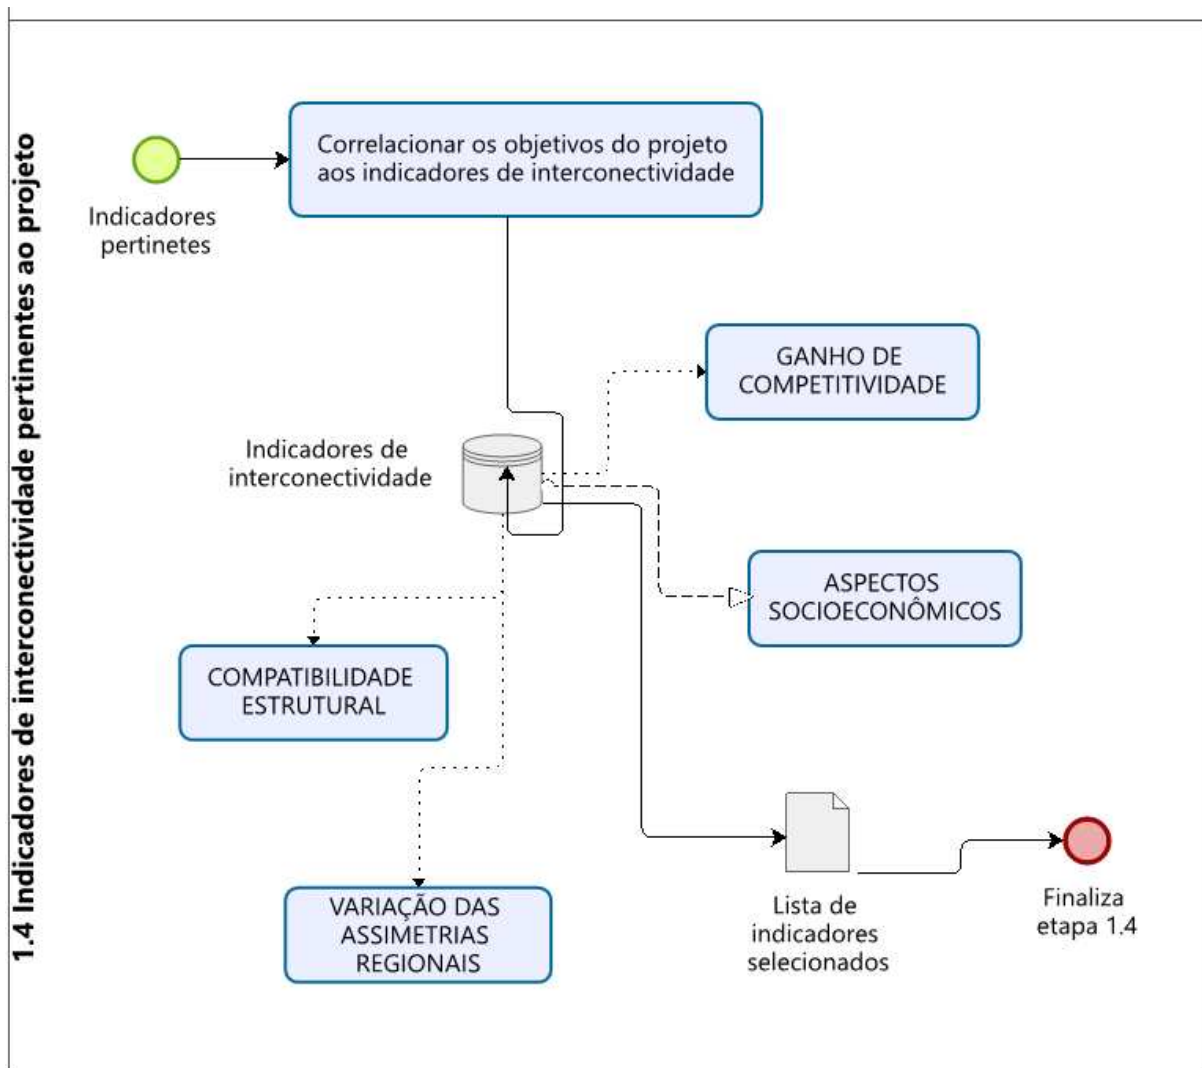 1.4 Indicadores de interconectividade pertinentes ao projeto
Correlacionar os objetivos do projeto
aos indicadores de interconectividade
Indicadores
pertinetes
GANHO DE
COMPETITIVIDADE
Indicadores de
interconectividade
ASPECTOS
SOCIOECONÔMICOS
COMPATIBILIDADE
ESTRUTURAL
VARIAÇÃO DAS
ASSIMETRIAS
REGIONAIS
Lista de
indicadores
selecionados
Finaliza
etapa 1.4